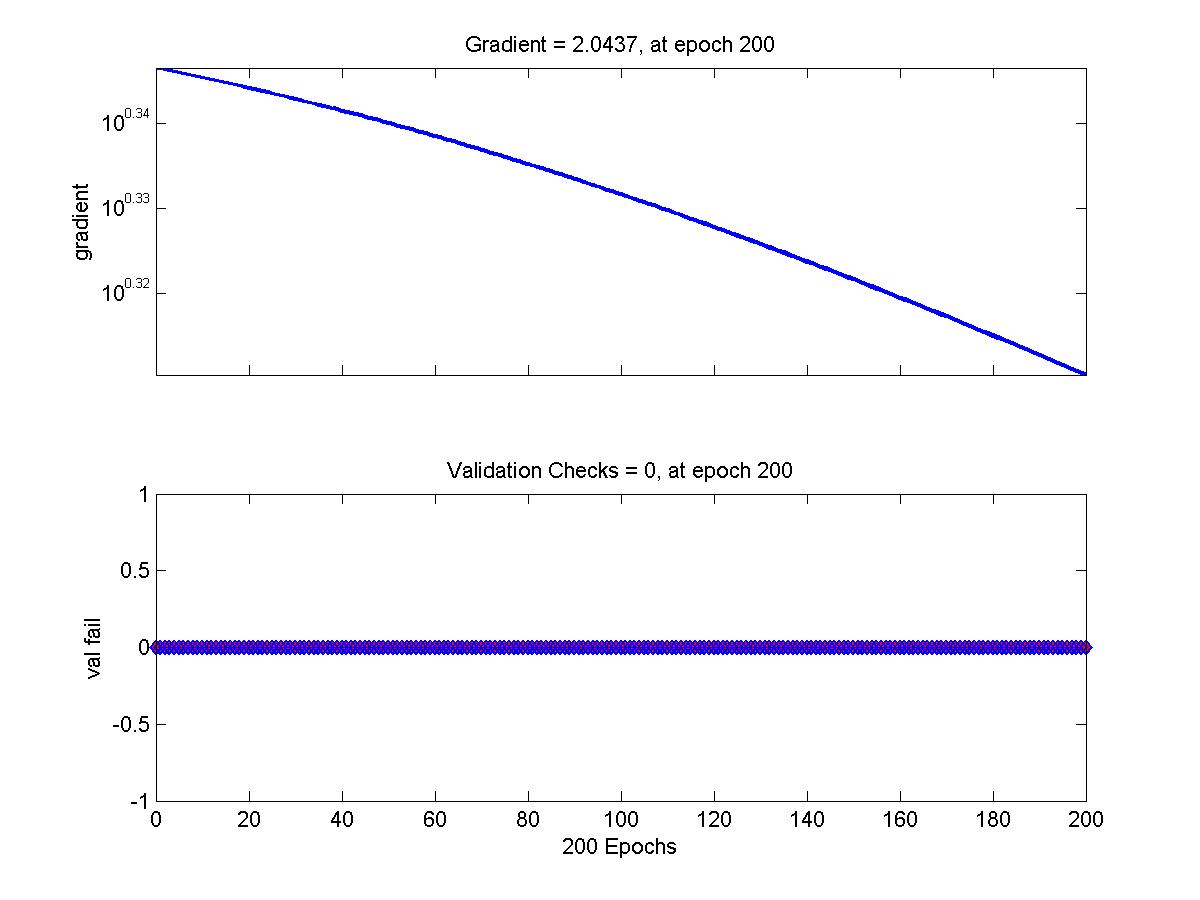 Gradient = 2.0437, at epoch 200
10^0.34
10^0.33
10^0.32
gradient
Validation Checks = 0, at epoch 200
1
0.5
0
-0.5
-1
val fail
0 20 40 60 80 100 120 140 160 180 200
200 Epochs